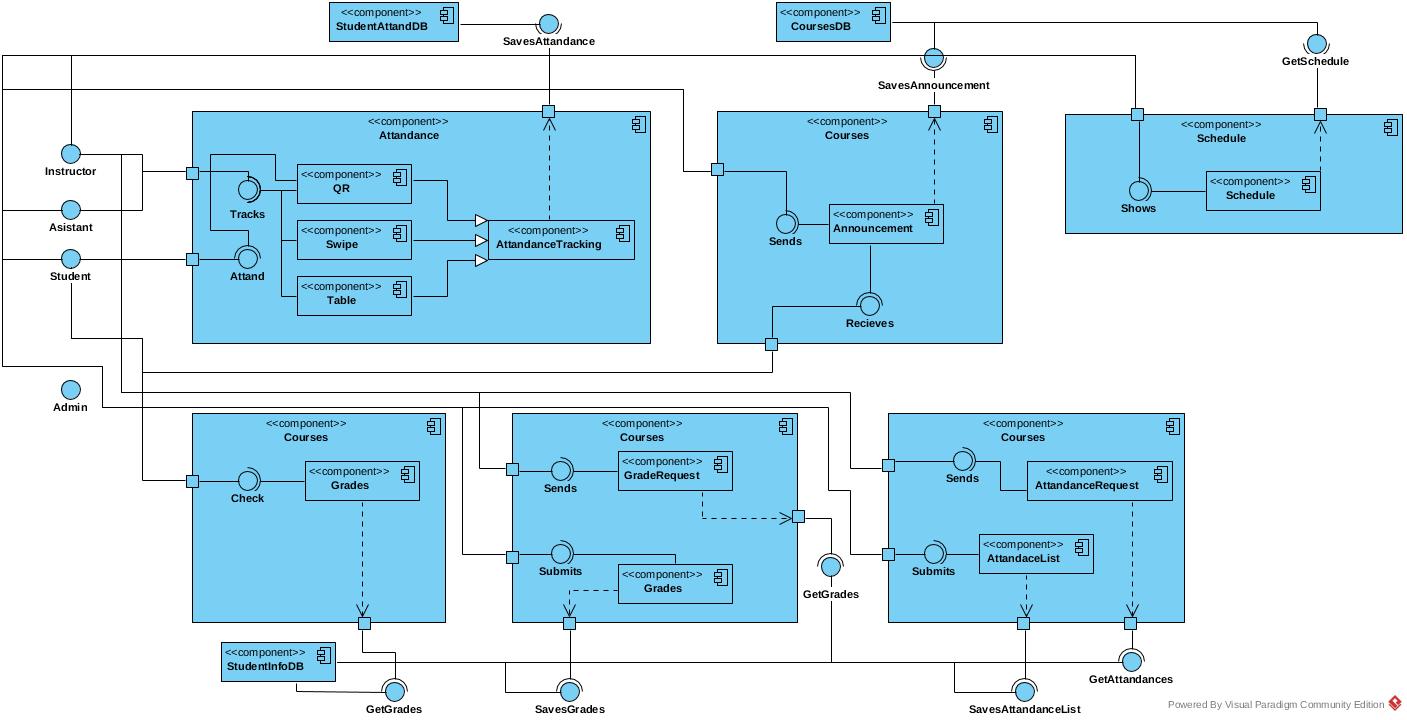 <<component>>
StudentAttandDB
SavesAttandance
<<component>>
CoursesDB
SavesAnnouncement
GetSchedule
Instructor
Asistant
Student
Admin
<<component>>
Attandance
Tracks
Attand
<<component>>
QR
<<component>>
Swipe
<<component>>
Table
<<component>>
AttandanceTracking
<<component>>
Courses
Sends
<<component>>
Announcement
Recieves
<<component>>
Schedule
Shows
<<component>>
Schedule
<<component>>
Courses
Check
<<component>>
Grades
<<component>>
Courses
Sends
<<component>>
GradeRequest
Submits
<<component>>
Grades
GetGrades
<<component>>
Courses
Sends
<<component>>
AttandanceRequest
Submits
<<component>>
AttandaceList
<<component>>
StudentInfoDB
GetGrades
SavesGrades
SavesAttandanceList
GetAttandances
Powered By Visual Paradigm Community Edition